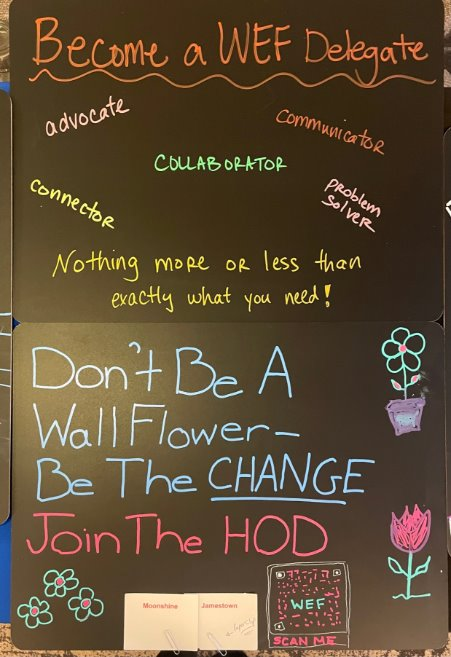 Become a WEF Delegate
advocate
communicator
COLLABORATOR
connector
problem
solver
Nothing more or less than
exactly what you need!
Don't Be A
Wall Flower—
Be The CHANGE
Join The HOD
Moonshine Jamestown
WEF
SCAN ME